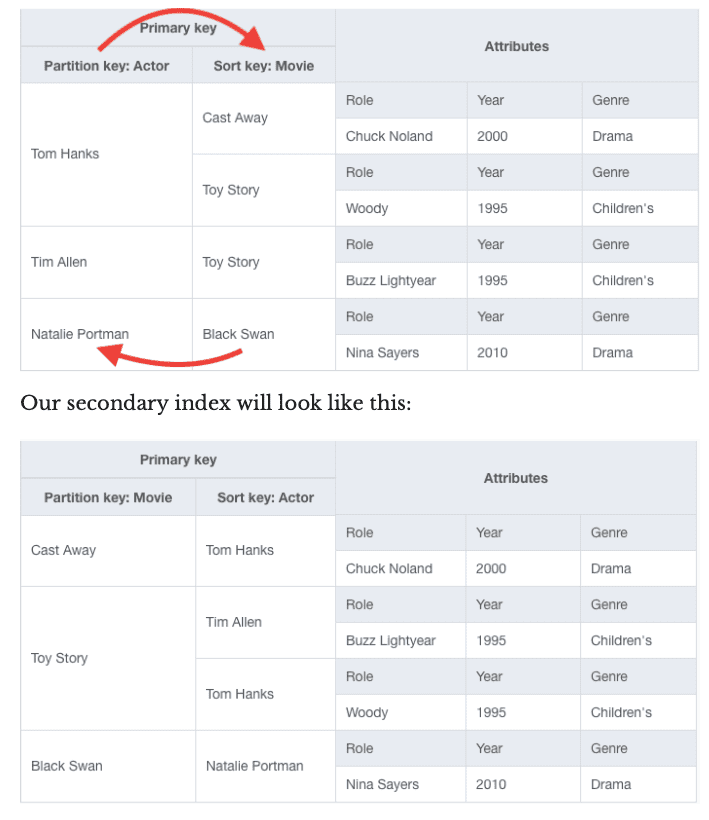 Primary key
Attributes
Partition key: Actor Sort key: Movie
Role Year Genre
Cast Away
Chuck Noland 2000 Drama
Tom Hanks
Role Year Genre
Toy Story
Woody 1995 Children's
Role Year Genre
Tim Allen Toy Story
Buzz Lightyear 1995 Children's
Role Year Genre
Natalie Portman Black Swan
Nina Sayers 2010 Drama
Our secondary index will look like this:
Primary key
Attributes
Partition key: Movie Sort key: Actor
Role Year Genre
Cast Away Tom Hanks
Chuck Noland 2000 Drama
Role Year Genre
Tim Allen
Buzz Lightyear 1995 Children's
Toy Story
Role Year Genre
Tom Hanks
Woody 1995 Children's
Role Year Genre
Black Swan Natalie Portman
Nina Sayers 2010 Drama